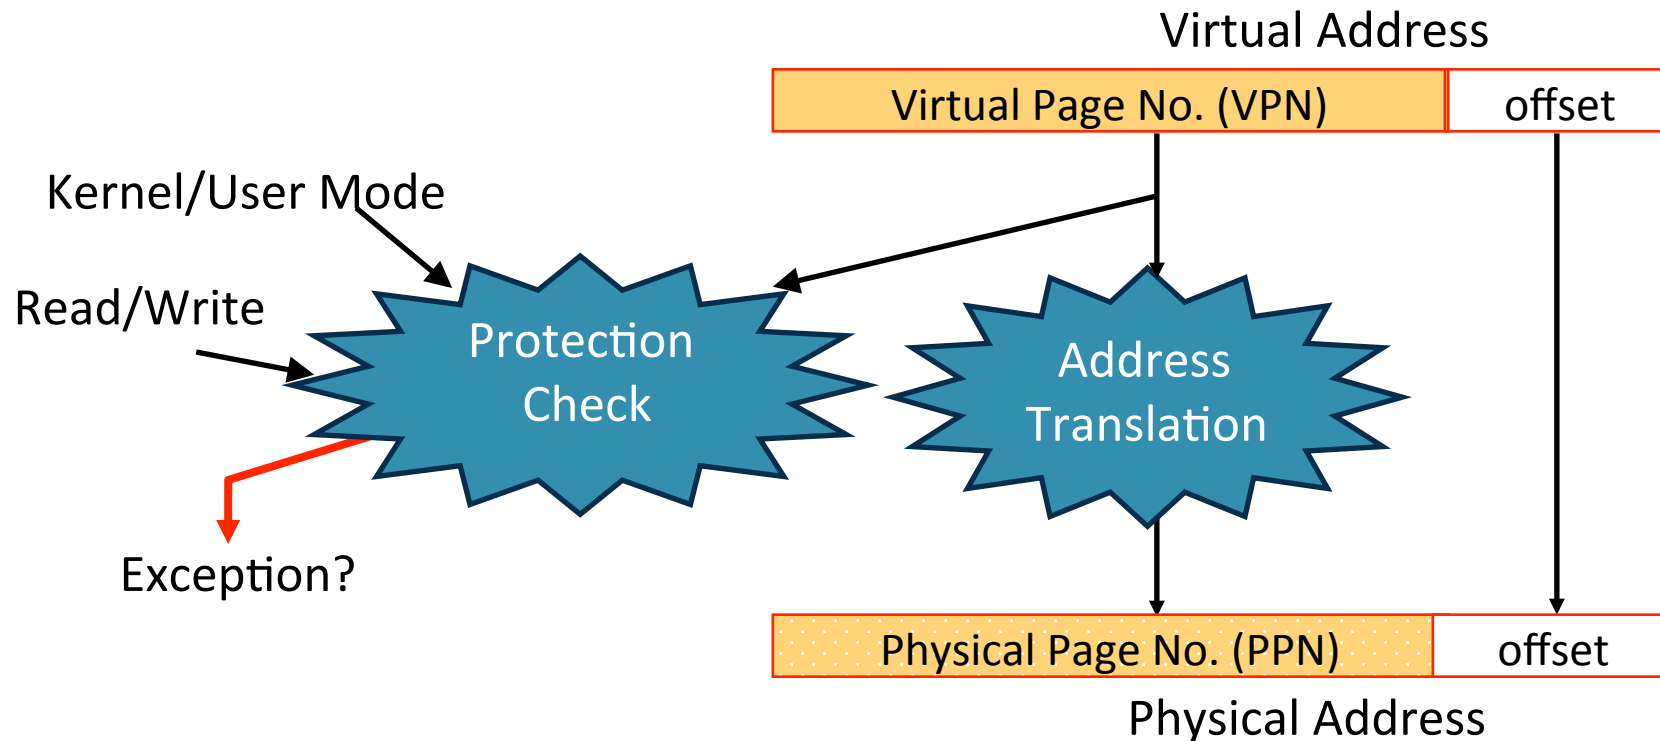 Virtual Address
Virtual Page No. (VPN)
offset
Kernel/User Mode
Read/Write
Protection
Check
Address
Translation
Exception?
Physical Page No. (PPN)
offset
Physical Address